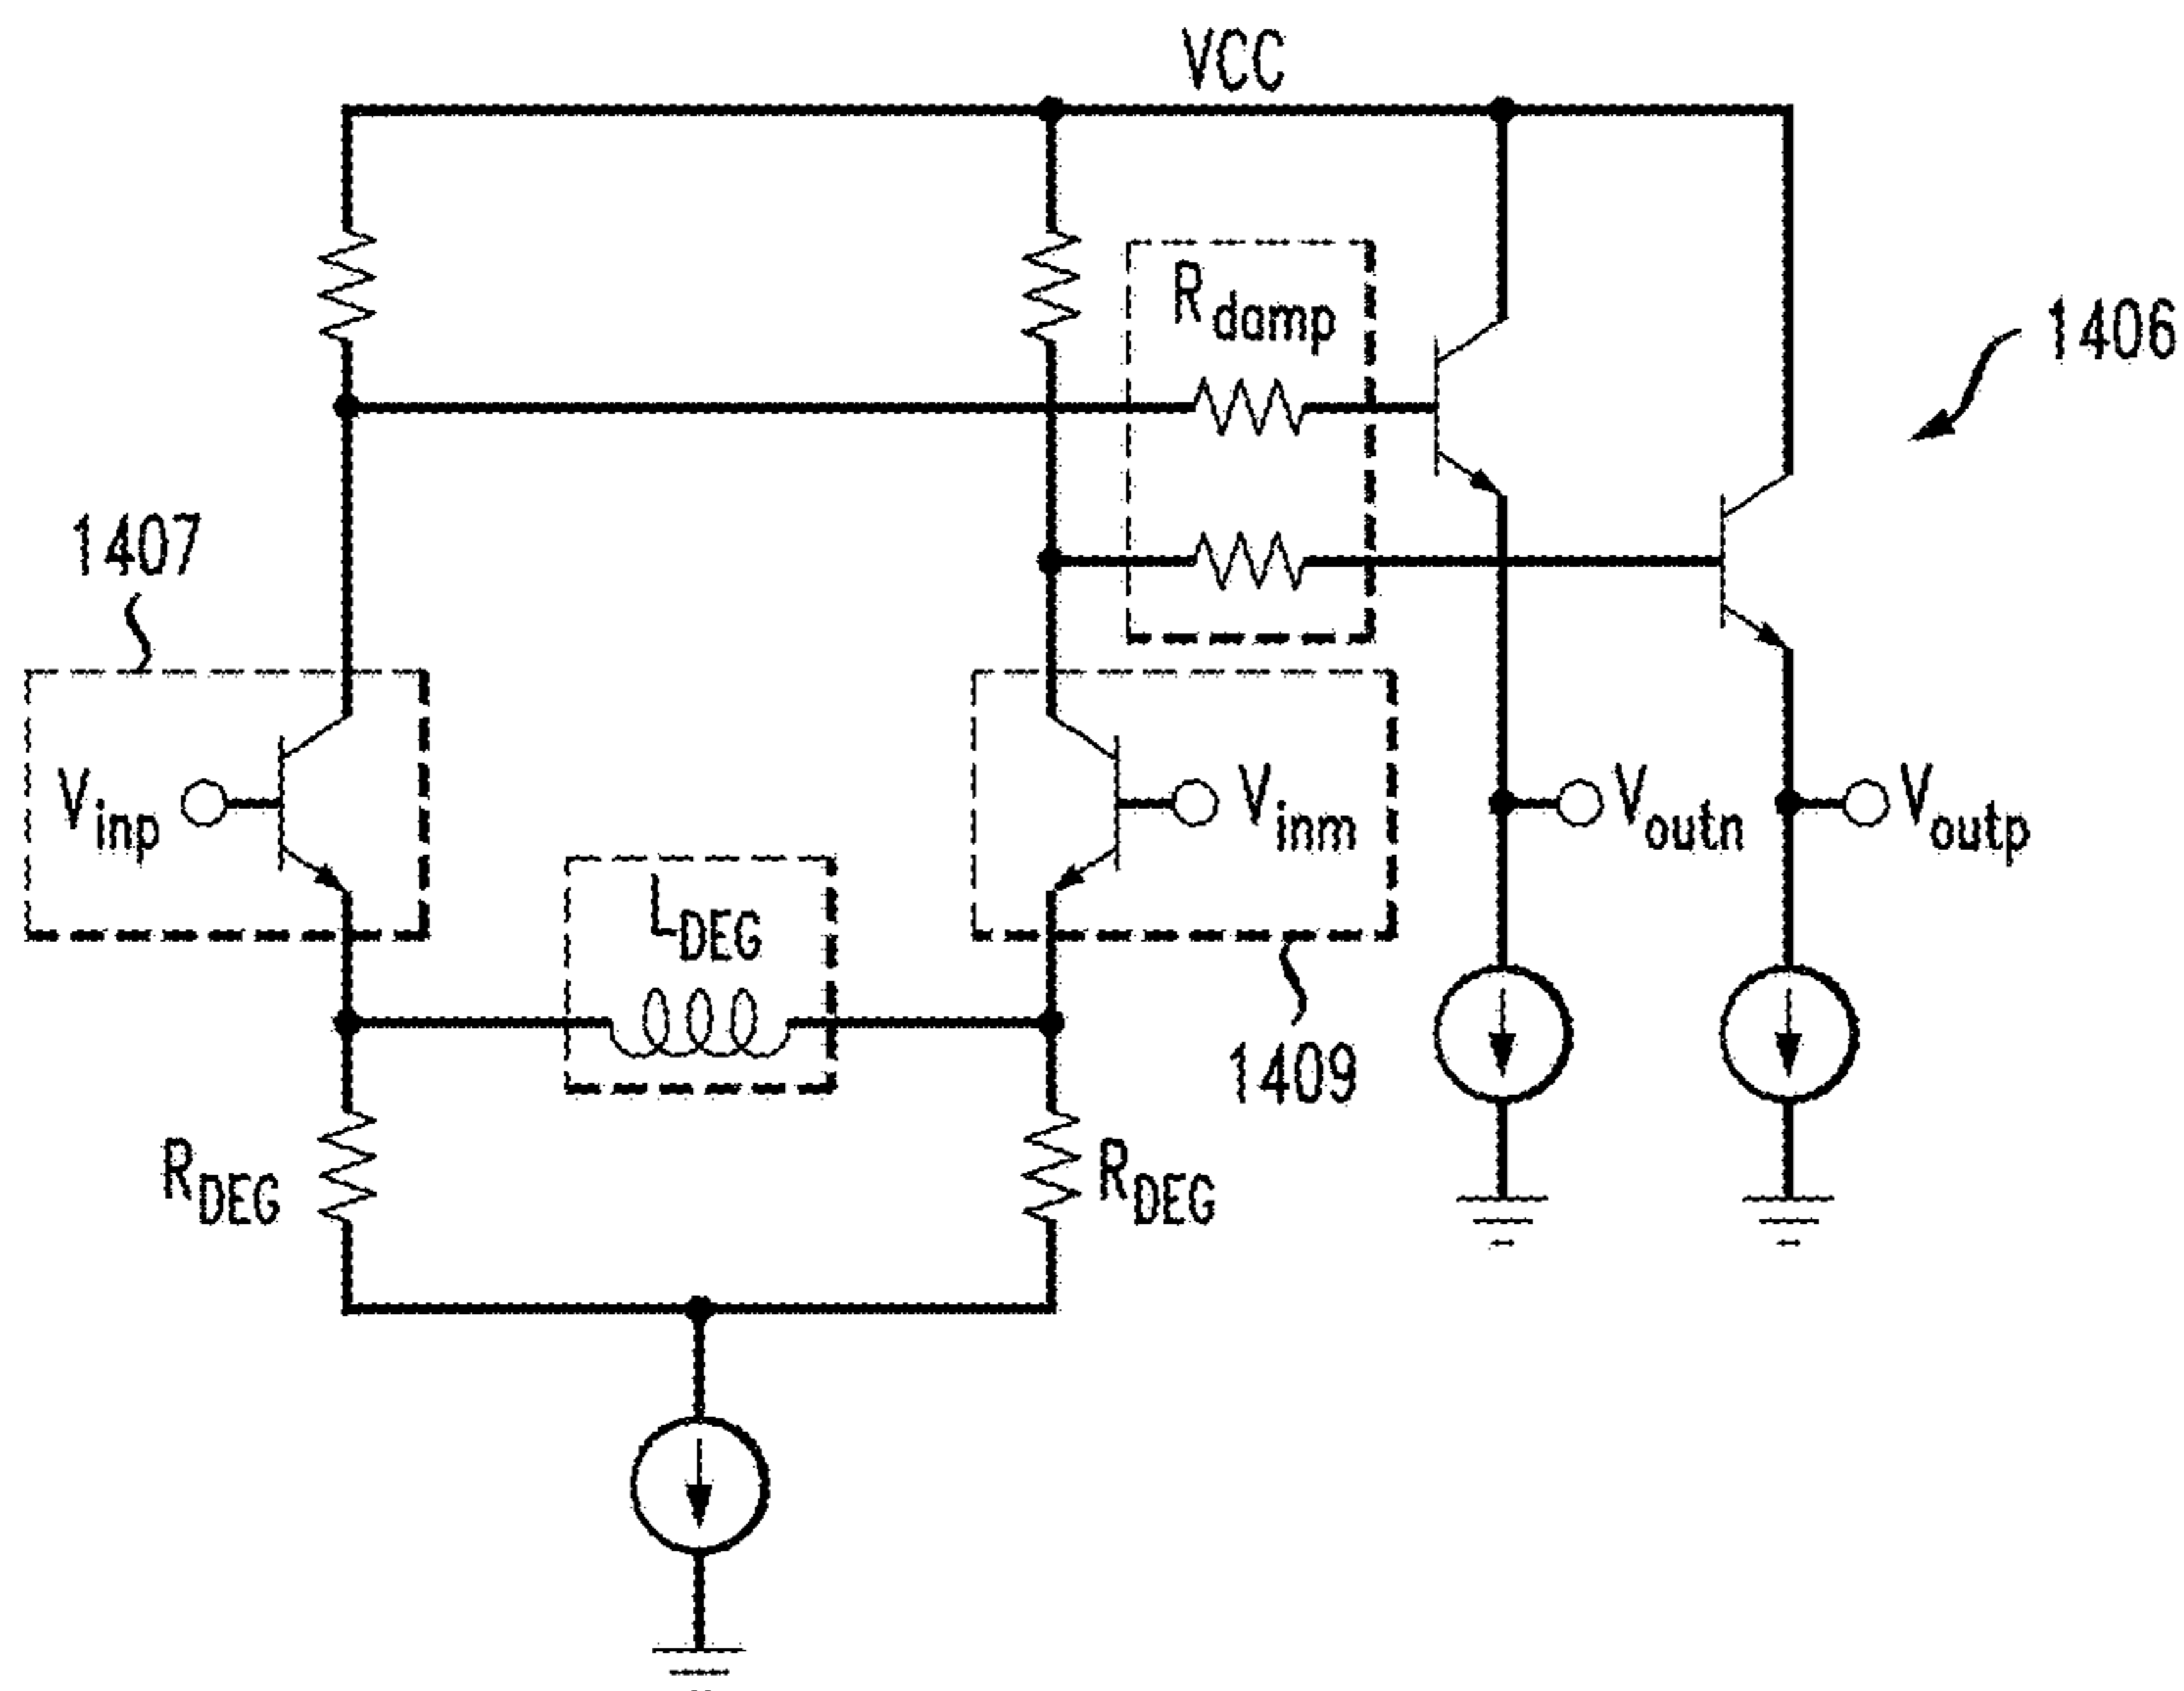 VCC
Rdamp
1406
1407
Vinp
Vinm
Voutn
Voutp
LDEG
1409
RDEG
RDEG